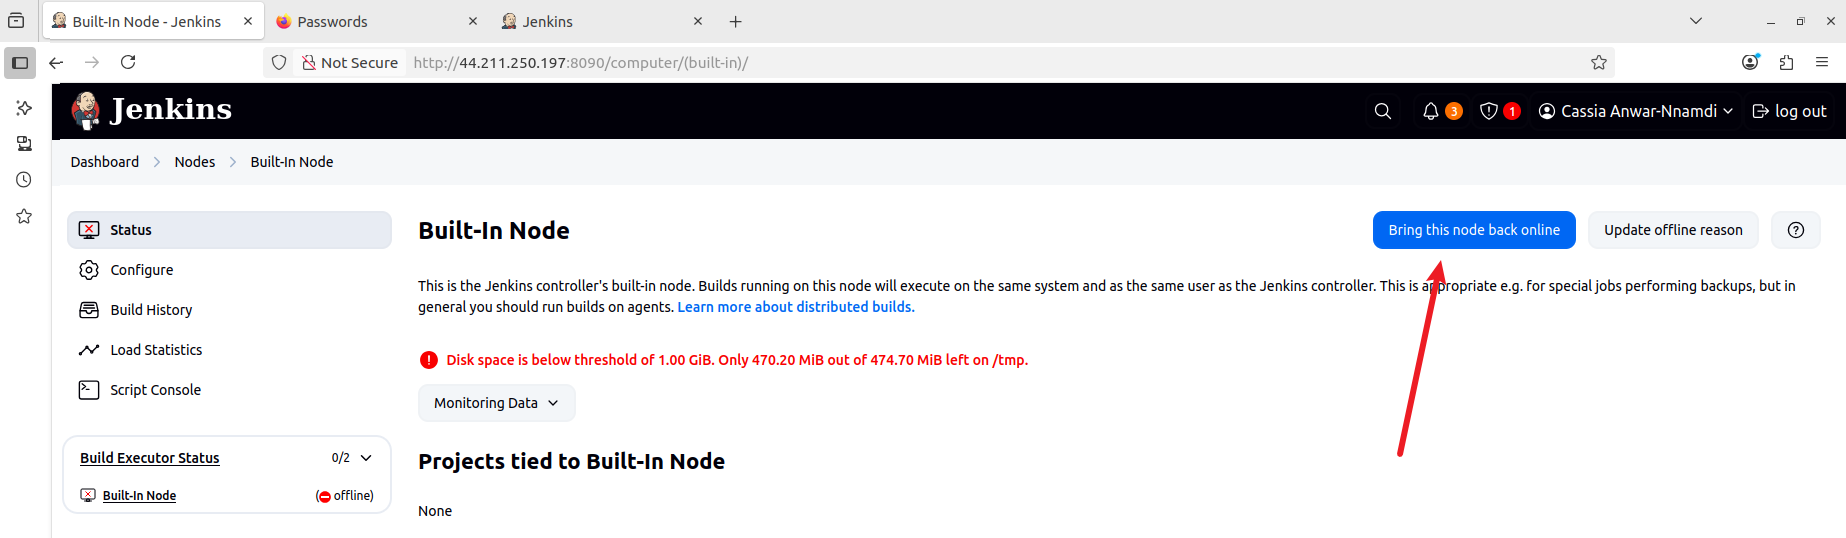 Built-In Node - Jenkins
Passwords
Jenkins
Not Secure
http://44.211.250.197:8090/computer/(built-in)/
Jenkins
3
1
Cassia Anwar-Nnamdi
log out
Dashboard
Nodes
Built-In Node
Status
Configure
Build History
Load Statistics
Script Console
Build Executor Status
0/2
Built-In Node
(offline)
Built-In Node
Bring this node back online
Update offline reason
This is the Jenkins controller's built-in node. Builds running on this node will execute on the same system and as the same user as the Jenkins controller. This is appropriate e.g. for special jobs performing backups, but in
general you should run builds on agents. Learn more about distributed builds.
Disk space is below threshold of 1.00 GiB. Only 470.20 MiB out of 474.70 MiB left on /tmp.
Monitoring Data
Projects tied to Built-In Node
None